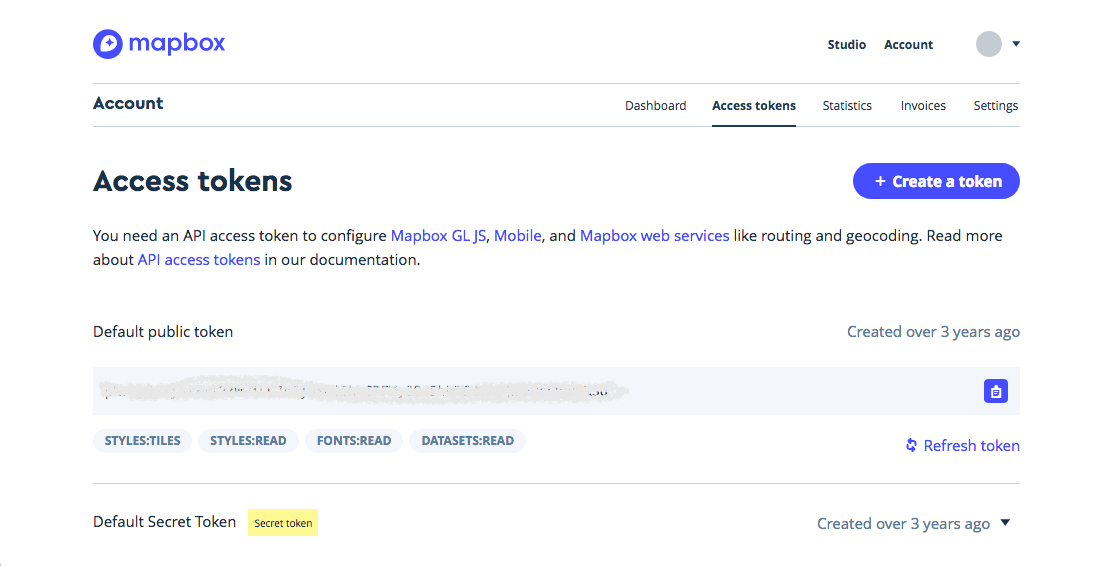 mapbox
Studio Account
Account
Dashboard Access tokens Statistics Invoices Settings
Access tokens
+ Create a token
You need an API access token to configure Mapbox GL JS, Mobile, and Mapbox web services like routing and geocoding. Read more
about API access tokens in our documentation.
Default public token
Created over 3 years ago
STYLES:TILES STYLES:READ FONTS:READ DATASETS:READ
Refresh token
Default Secret Token Secret token
Created over 3 years ago